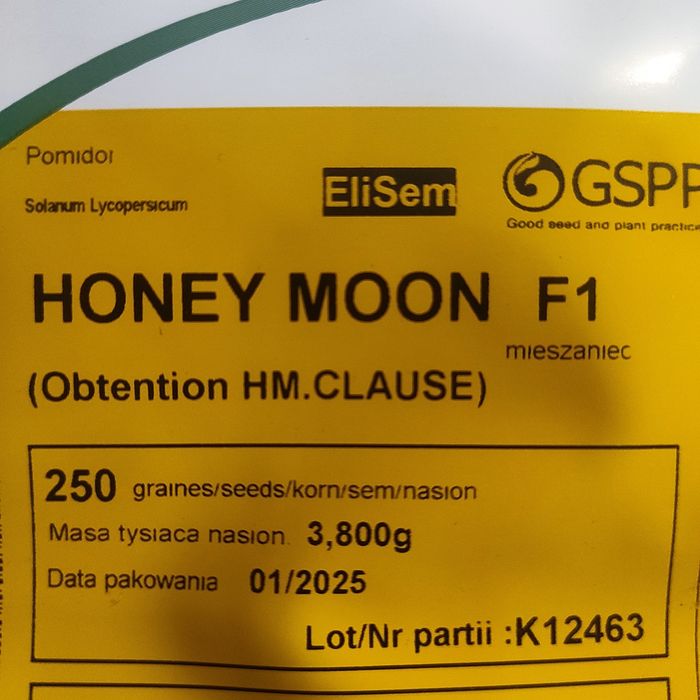 Pomidor
Solanum Lycopersicum
EliSem
GSPP
Good seed and plant practice
HONEY MOON F1
mieszaniec
(Obtention HM.CLAUSE)
250 graines/seeds/korn/sem/nasion
Masa tysiaca nasion. 3,800g
Data pakowania 01/2025
Lot/Nr partii :K12463